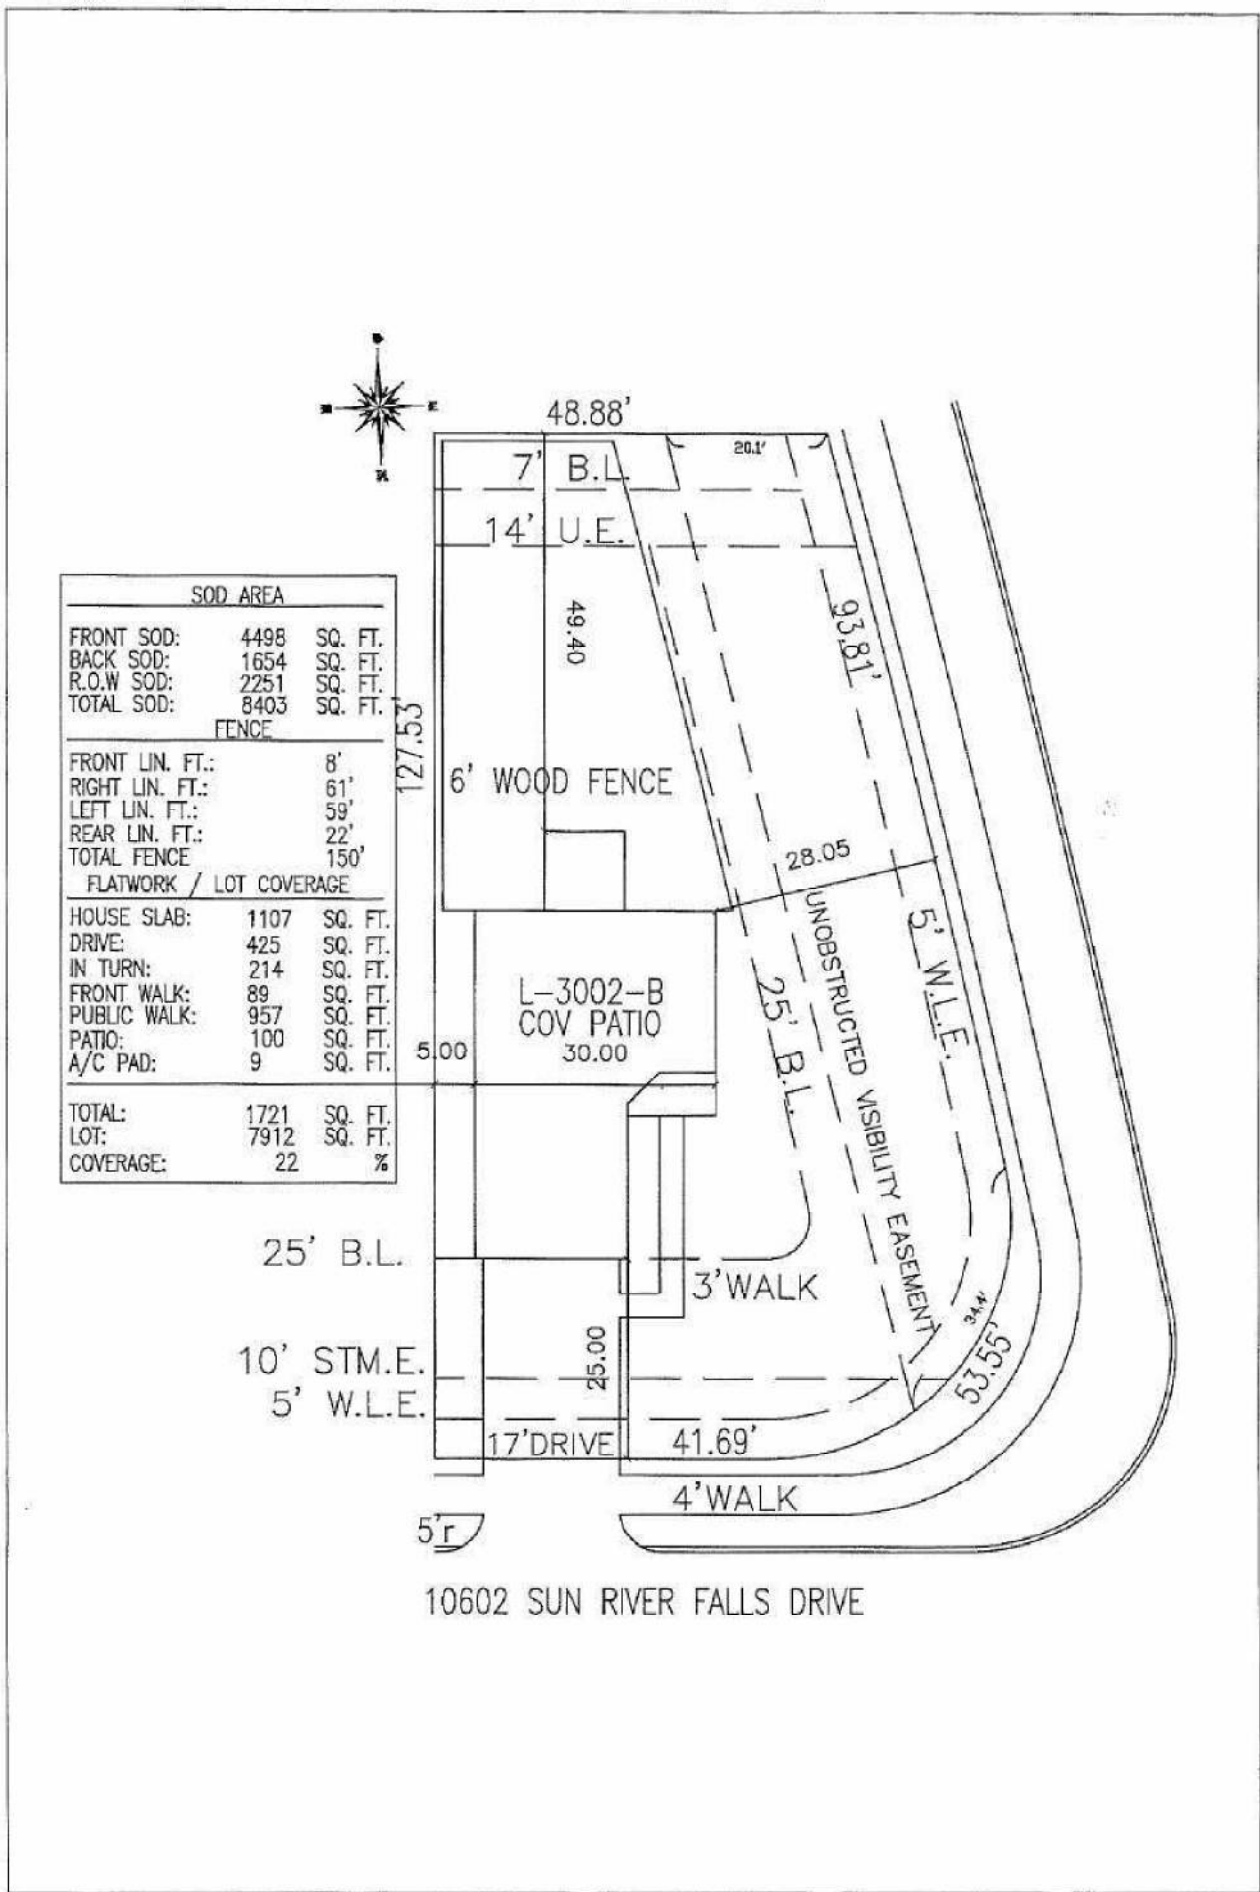 48.88'
20.1'
7' B.L.
14' U.E.
SOD AREA
FRONT SOD: 4498 SQ. FT.
BACK SOD: 1654 SQ. FT.
R.O.W SOD: 2251 SQ. FT.
TOTAL SOD: 8403 SQ. FT.
FENCE
FRONT LIN. FT.: 8'
RIGHT LIN. FT.: 61'
LEFT LIN. FT.: 59'
REAR LIN. FT.: 22'
TOTAL FENCE 150'
FLATWORK / LOT COVERAGE
HOUSE SLAB: 1107 SQ. FT.
DRIVE: 425 SQ. FT.
IN TURN: 214 SQ. FT.
FRONT WALK: 89 SQ. FT.
PUBLIC WALK: 957 SQ. FT.
PATIO: 100 SQ. FT.
A/C PAD: 9 SQ. FT.
TOTAL: 1721 SQ. FT.
LOT: 7912 SQ. FT.
COVERAGE: 22 %
127.53'
49.40
93.81'
6' WOOD FENCE
28.05
UNOBSTRUCTED VISIBILITY EASEMENT
5' W.L.E.
25' B.L.
L-3002-B
COV PATIO
5.00
30.00
25' B.L.
3'WALK
34.4'
53.55'
25.00
10' STM.E.
5' W.L.E.
17'DRIVE
41.69'
4'WALK
5'r
10602 SUN RIVER FALLS DRIVE